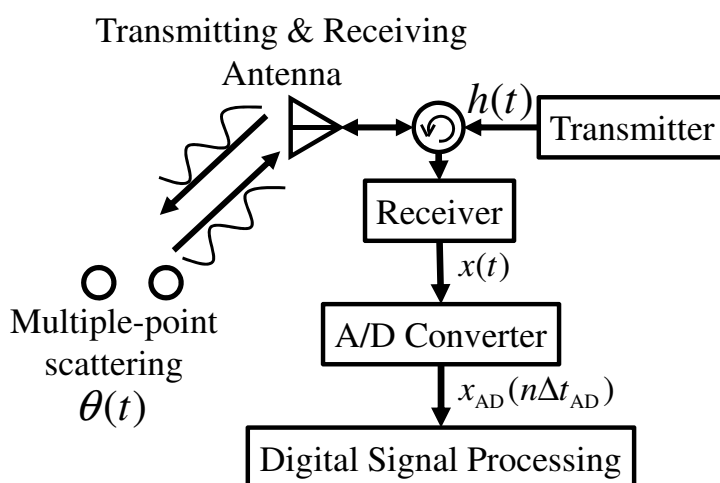 Transmitting & Receiving
Antenna
h(t)
Transmitter
Receiver
x(t)
Multiple-point
scattering
θ(t)
A/D Converter
x_AD(nΔt_AD)
Digital Signal Processing